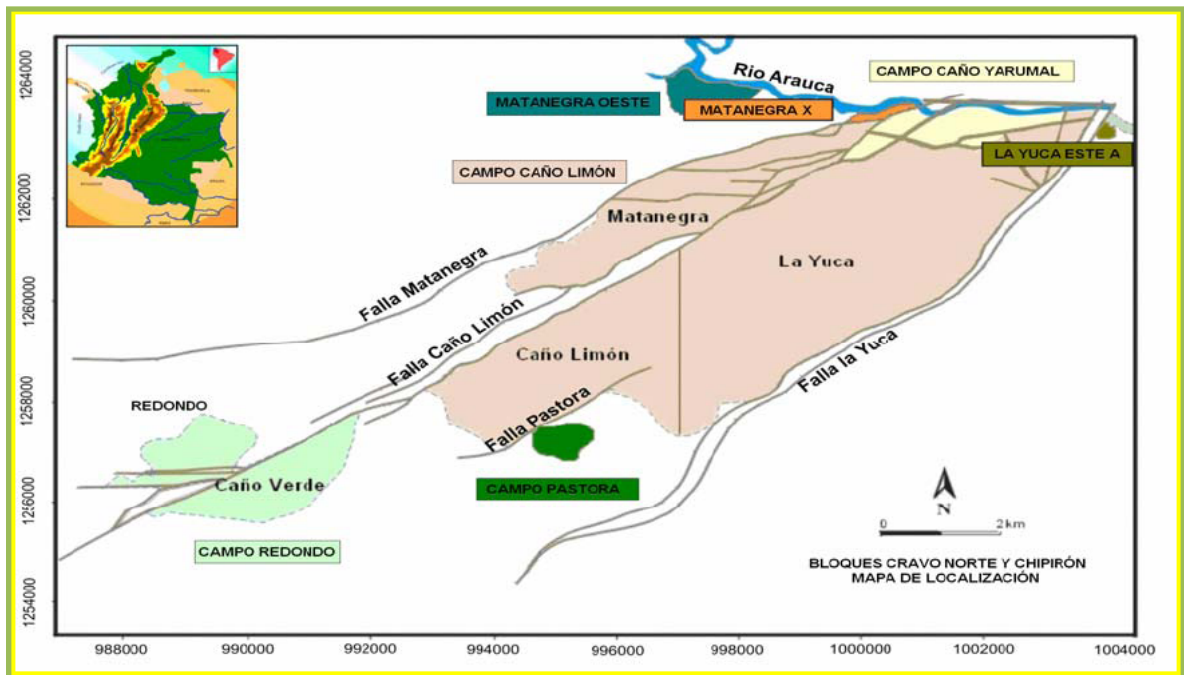 1264000
1262000
1260000
1258000
1266000
1254000
Rio Arauca
CAMPO CAÑO YARUMAL
MATANEGRA OESTE
MATANEGRA X
LA YUCA ESTE A
CAMPO CAÑO LIMÓN
Matanegra
La Yuca
Falla Matanegra
Falla Caño Limón
Caño Limón
Falla la Yuca
REDONDO
Falla Pastora
Caño Verde
CAMPO PASTORA
N
0 2 km
CAMPO REDONDO
BLOQUES CRAVO NORTE Y CHIPIRÓN
MAPA DE LOCALIZACIÓN
988000 990000 992000 994000 996000 998000 1000000 1002000 1004000